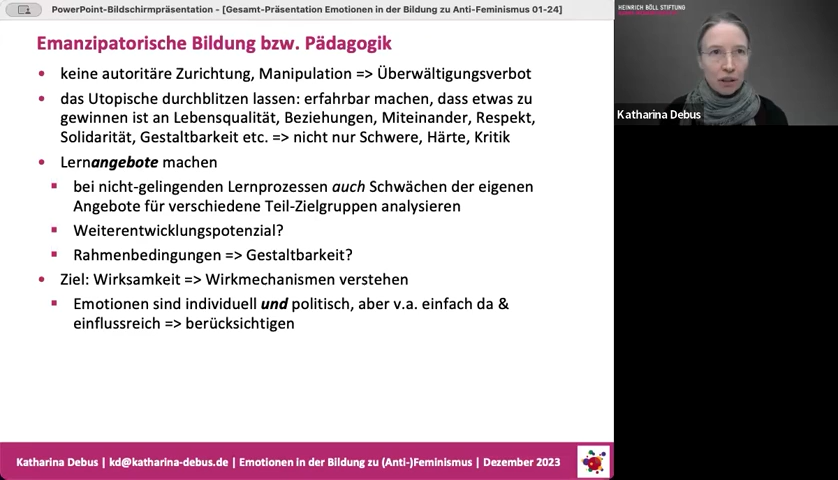 PowerPoint-Bildschirmpräsentation - [Gesamt-Präsentation Emotionen in der Bildung zu Anti-Feminismus 01-24]
HEINRICH BÖLL STIFTUNG
Emanzipatorische Bildung bzw. Pädagogik
• keine autoritäre Zurichtung, Manipulation => Überwältigungsverbot
• das Utopische durchblitzen lassen: erfahrbar machen, dass etwas zu
gewinnen ist an Lebensqualität, Beziehungen, Miteinander, Respekt,
Solidarität, Gestaltbarkeit etc. => nicht nur Schwere, Härte, Kritik
• Lernangebote machen
▪ bei nicht-gelingenden Lernprozessen auch Schwächen der eigenen
Angebote für verschiedene Teil-Zielgruppen analysieren
▪ Weiterentwicklungspotenzial?
▪ Rahmenbedingungen => Gestaltbarkeit?
• Ziel: Wirksamkeit => Wirkmechanismen verstehen
▪ Emotionen sind individuell und politisch, aber v.a. einfach da &
einflussreich => berücksichtigen
Katharina Debus | kd@katharina-debus.de | Emotionen in der Bildung zu (Anti-)Feminismus | Dezember 2023
Katharina Debus